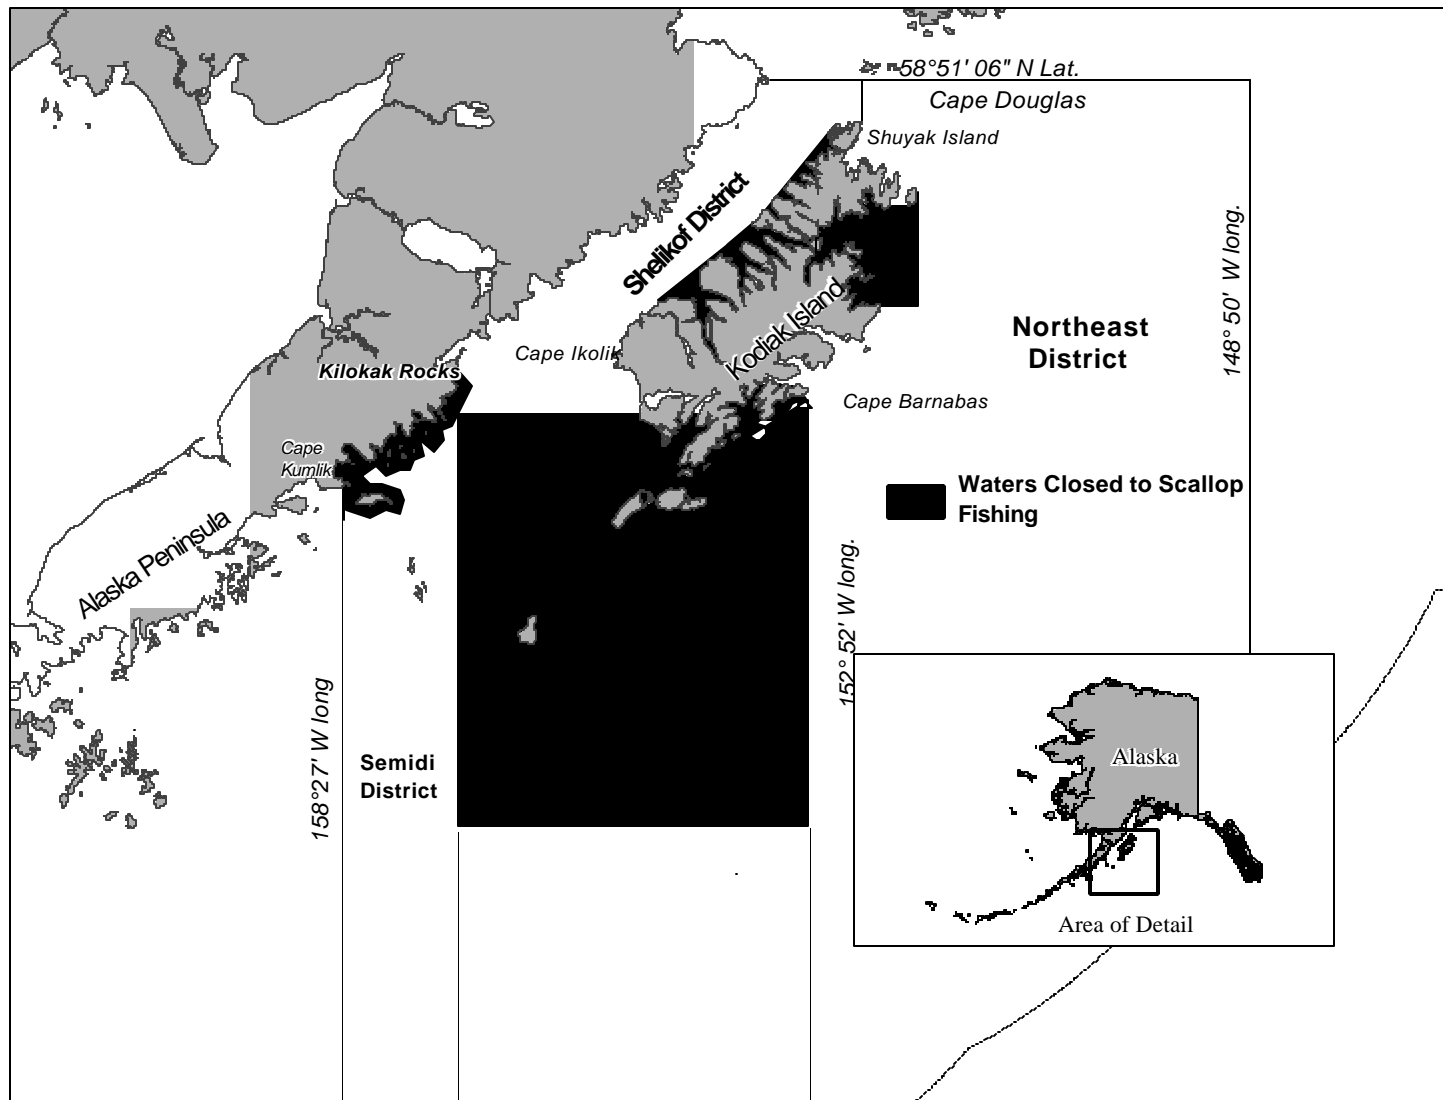 58°51' 06" N Lat.
Cape Douglas
Shuyak Island
Shelikof District
148° 50' W long.
Kodiak Island
Northeast
District
Cape Ikolik
Kilokak Rocks
Cape Barnabas
Cape
Kumlik
Waters Closed to Scallop
Fishing
Alaska Peninsula
152° 52' W long.
158°27' W long
Semidi
District
Alaska
Area of Detail